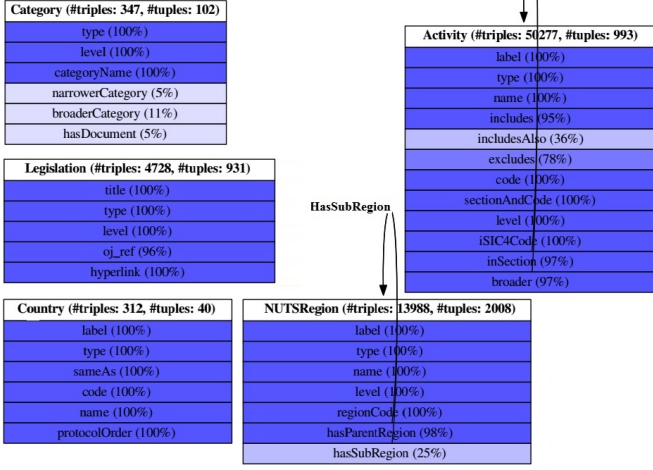 Category (#triples: 347, #tuples: 102)
type (100%)
level (100%)
categoryName (100%)
narrowerCategory (5%)
broaderCategory (11%)
hasDocument (5%)
Legislation (#triples: 4728, #tuples: 931)
title (100%)
type (100%)
level (100%)
oj_ref (96%)
hyperlink (100%)
Country (#triples: 312, #tuples: 40)
label (100%)
type (100%)
sameAs (100%)
code (100%)
name (100%)
protocolOrder (100%)
HasSubRegion
NUTSRegion (#triples: 13988, #tuples: 2008)
label (100%)
type (100%)
name (100%)
level (100%)
regionCode (100%)
hasParentRegion (98%)
hasSubRegion (25%)
Activity (#triples: 50277, #tuples: 993)
label (100%)
type (100%)
name (100%)
includes (95%)
includesAlso (36%)
excludes (78%)
code (100%)
sectionAndCode (100%)
level (100%)
iSIC4Code (100%)
inSection (97%)
broader (97%)